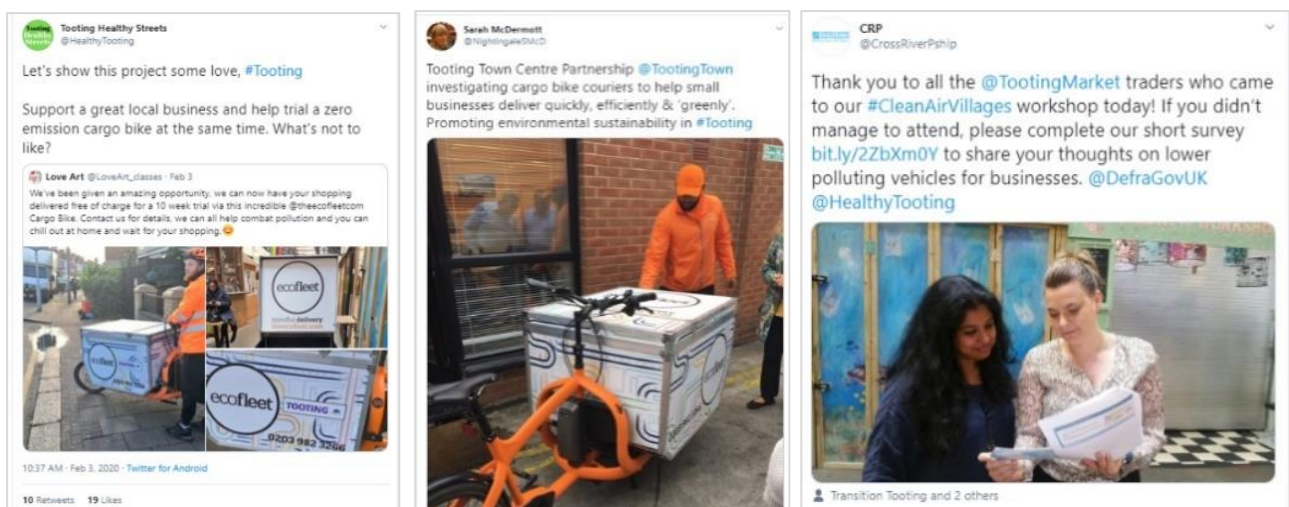 Tooting Healthy Streets
@HealthyTooting
Let's show this project some love, #Tooting
Support a great local business and help trial a zero
emission cargo bike at the same time. What's not to
like?
Love Art @LoveArt_classes · Feb 3
We've been given an amazing opportunity, we can now have your shopping
delivered free of charge for a 10 week trial via this incredible @theecofleetcom
Cargo Bike. Contact us for details, we can all help combat pollution and you can
chill out at home and wait for your shopping.😊
ecofleet
ecofleet
mindful delivery
ecofleet
TOOTING
0203 982 3266
10:37 AM · Feb 3, 2020 · Twitter for Android
10 Retweets 19 Likes
Sarah McDermott
@NightingaleSMcD
Tooting Town Centre Partnership @TootingTown
investigating cargo bike couriers to help small
businesses deliver quickly, efficiently & 'greenly'.
Promoting environmental sustainability in #Tooting
ecofleet
ecofleet
CRP
@CrossRiverPship
Thank you to all the @TootingMarket traders who came
to our #CleanAirVillages workshop today! If you didn't
manage to attend, please complete our short survey
bit.ly/2ZbXm0Y to share your thoughts on lower
polluting vehicles for businesses. @DefraGovUK
@HealthyTooting
Transition Tooting and 2 others